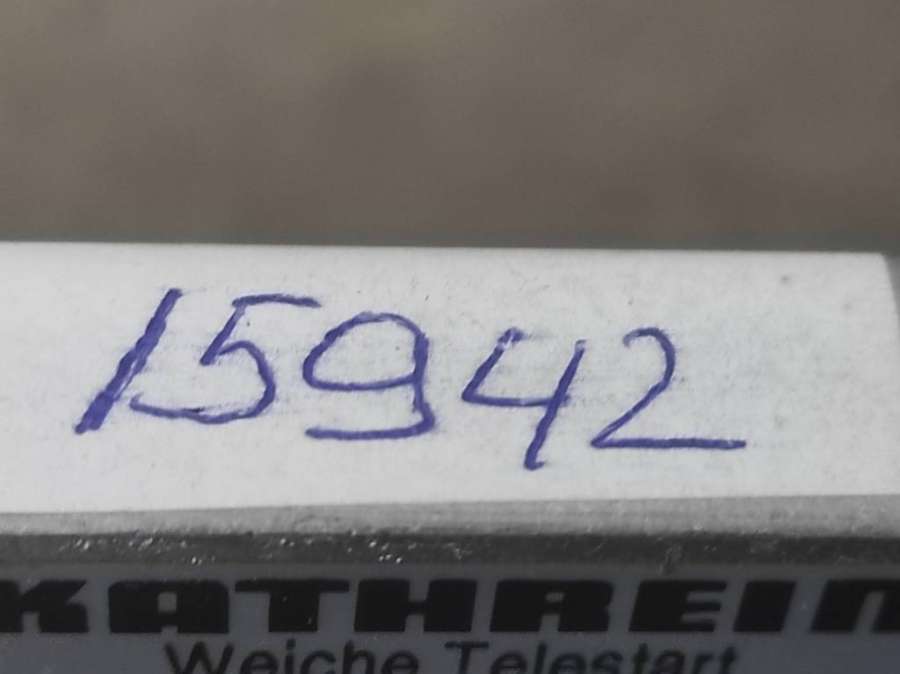 15942
KATHREIN
Weiche Telestart